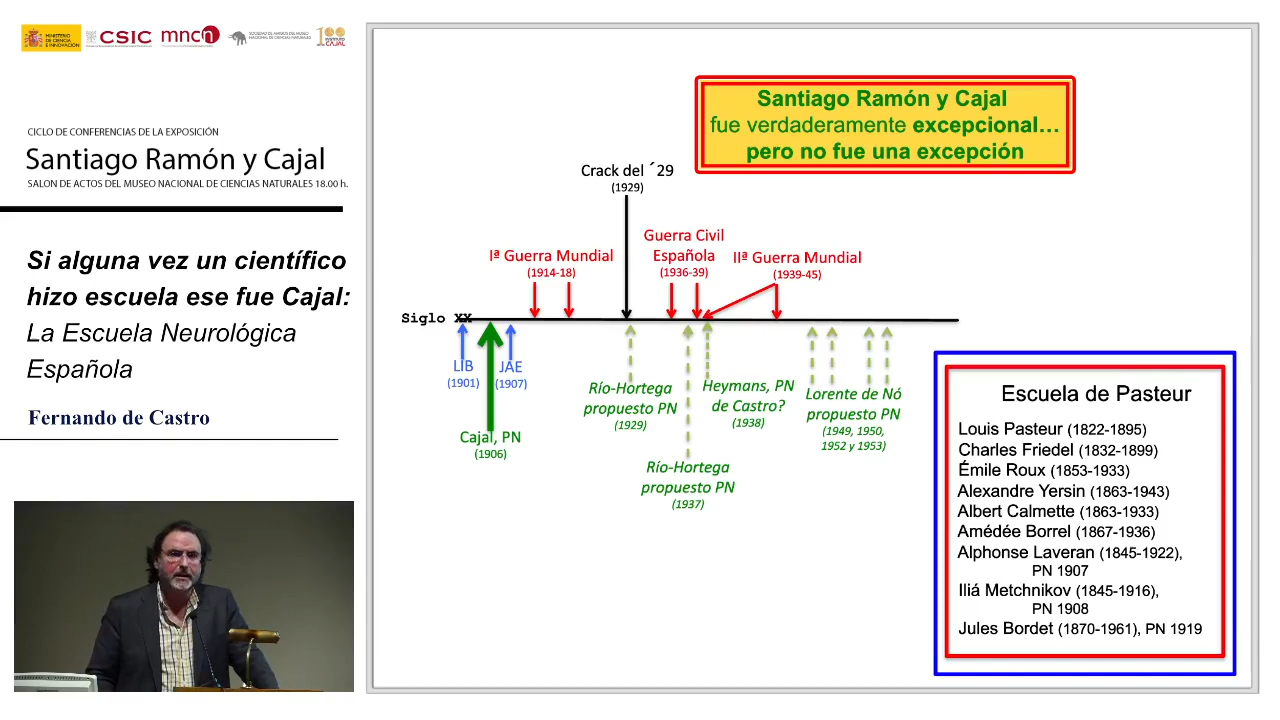 MINISTERIO
DE CIENCIA
E INNOVACIÓN
CSIC
mncn
SOCIEDAD DE AMIGOS DEL MUSEO
NACIONAL DE CIENCIAS NATURALES
100
CAJAL
CICLO DE CONFERENCIAS DE LA EXPOSICIÓN
Santiago Ramón y Cajal
SALON DE ACTOS DEL MUSEO NACIONAL DE CIENCIAS NATURALES 18.00 h.
Si alguna vez un científico
hizo escuela ese fue Cajal:
La Escuela Neurológica
Española
Fernando de Castro
Santiago Ramón y Cajal
fue verdaderamente excepcional…
pero no fue una excepción
Crack del ´29
(1929)
Iª Guerra Mundial
(1914-18)
Guerra Civil
Española
(1936-39)
IIª Guerra Mundial
(1939-45)
Siglo XX
LIB
(1901)
JAE
(1907)
Cajal, PN
(1906)
Río-Hortega
propuesto PN
(1929)
Río-Hortega
propuesto PN
(1937)
Heymans, PN
de Castro?
(1938)
Lorente de Nó
propuesto PN
(1949, 1950,
1952 y 1953)
Escuela de Pasteur
Louis Pasteur (1822-1895)
Charles Friedel (1832-1899)
Émile Roux (1853-1933)
Alexandre Yersin (1863-1943)
Albert Calmette (1863-1933)
Amédée Borrel (1867-1936)
Alphonse Laveran (1845-1922),
PN 1907
Iliá Metchnikov (1845-1916),
PN 1908
Jules Bordet (1870-1961), PN 1919